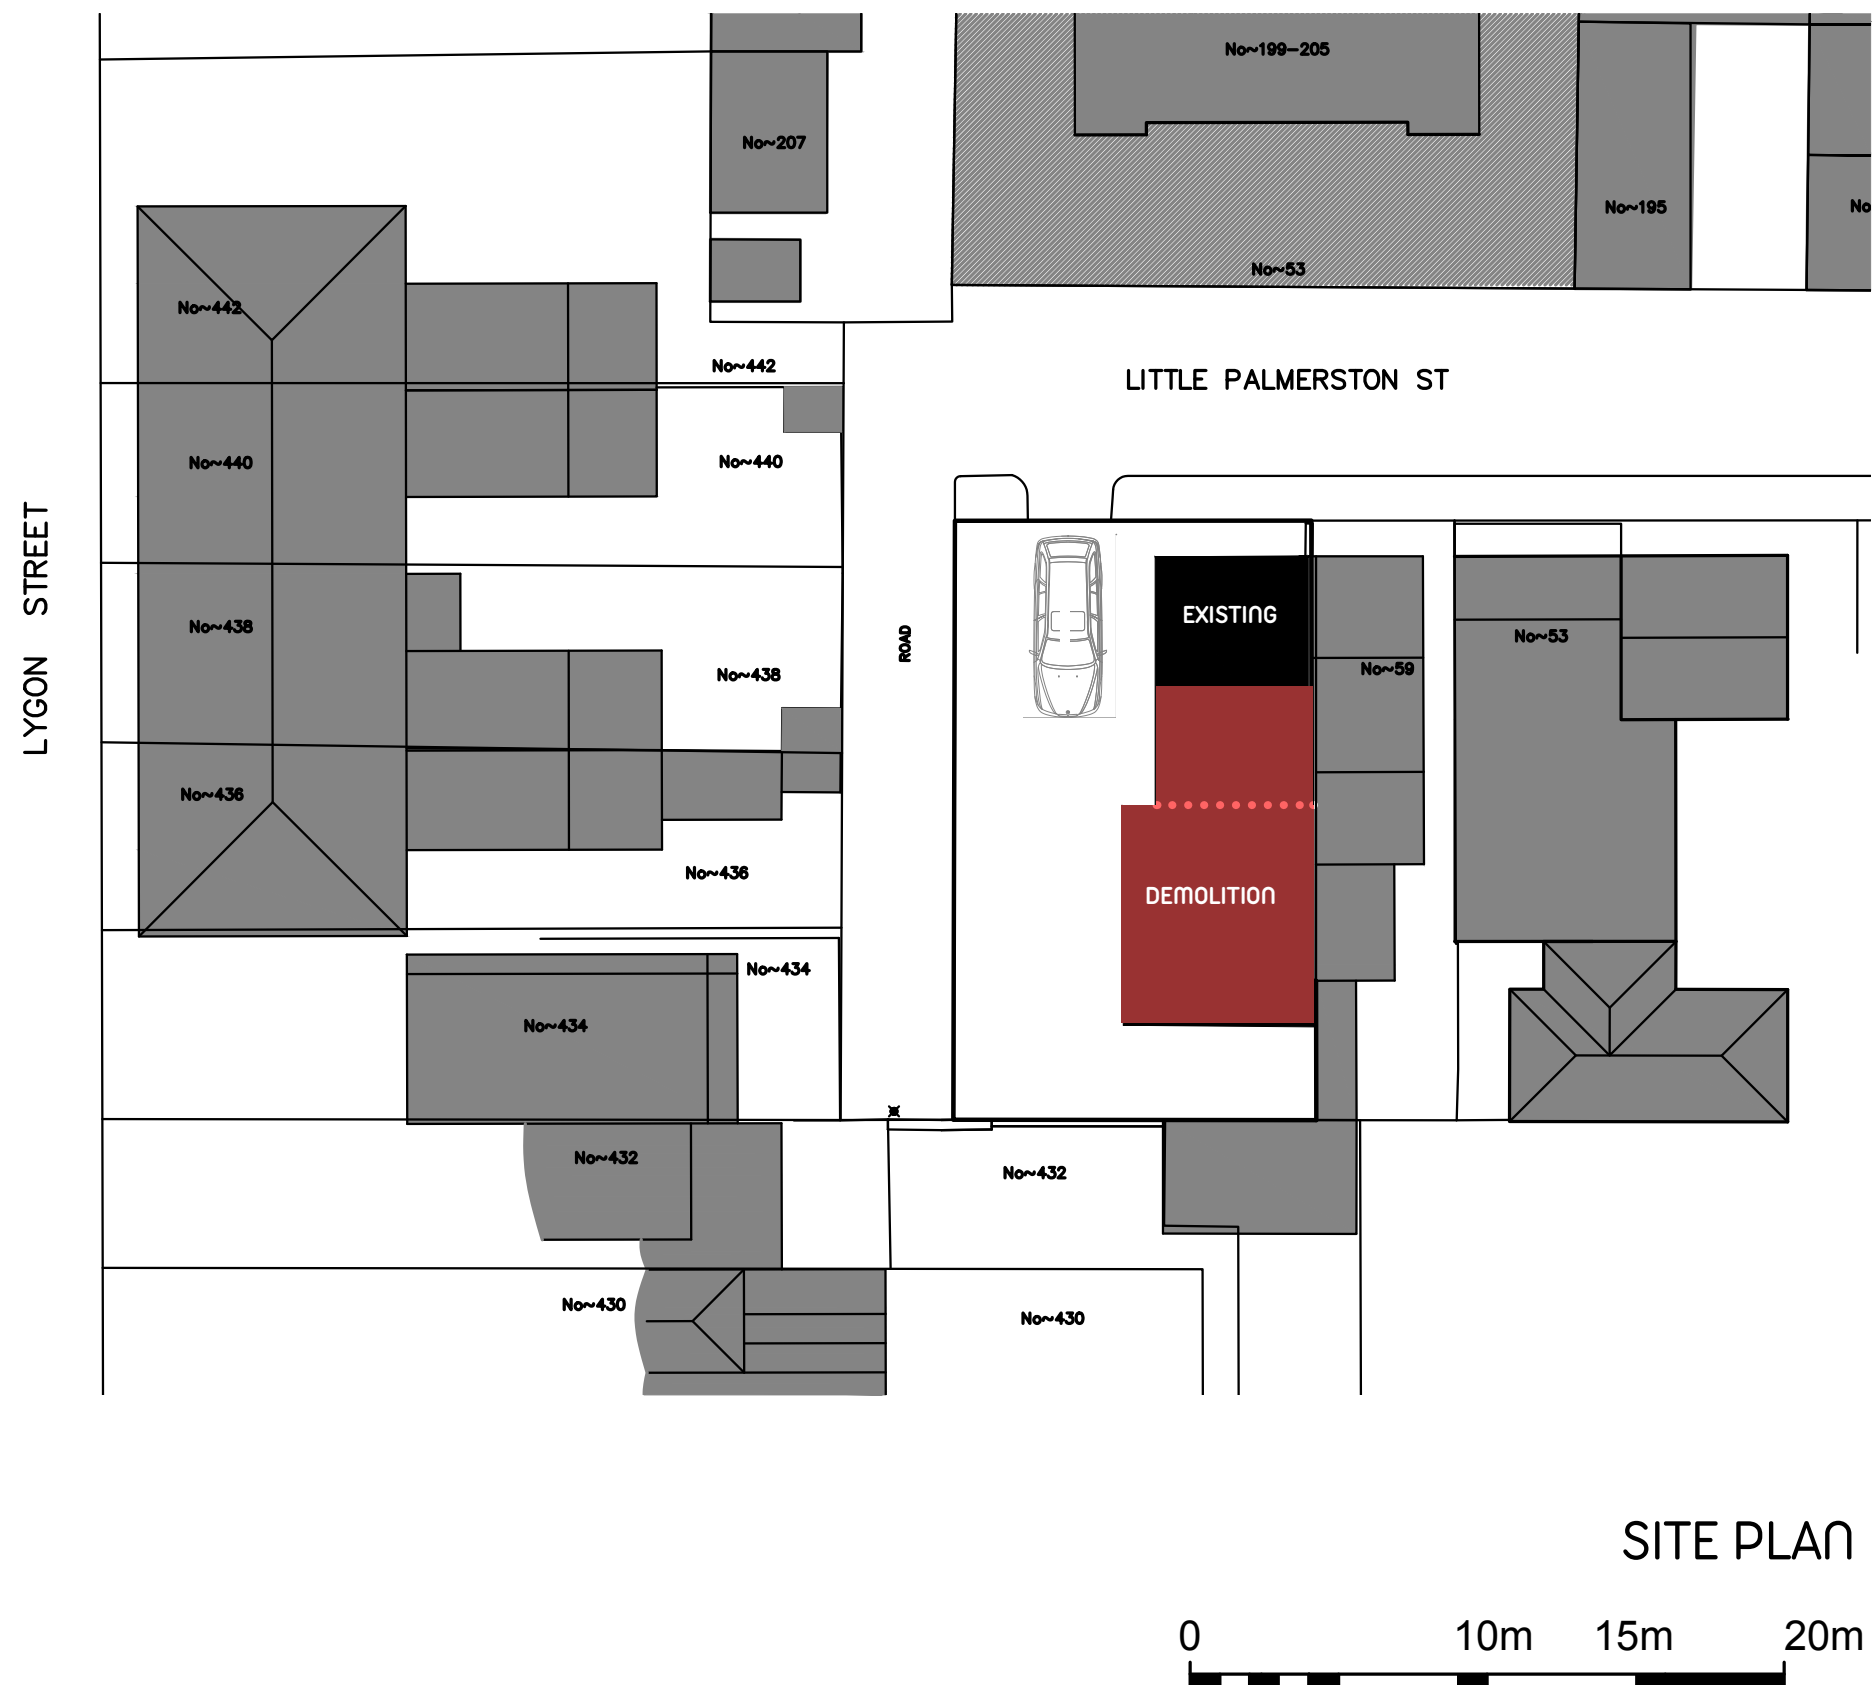 No~199-205
No~207
No~195
No
No~53
No~442
No~442
LITTLE PALMERSTON ST
No~440
No~440
LYGON STREET
EXISTING
No~438
ROAD
No~53
No~59
No~438
No~436
No~436
DEMOLITION
No~434
No~434
No~432
No~432
No~430
No~430
SITE PLAN
0 10m 15m 20m